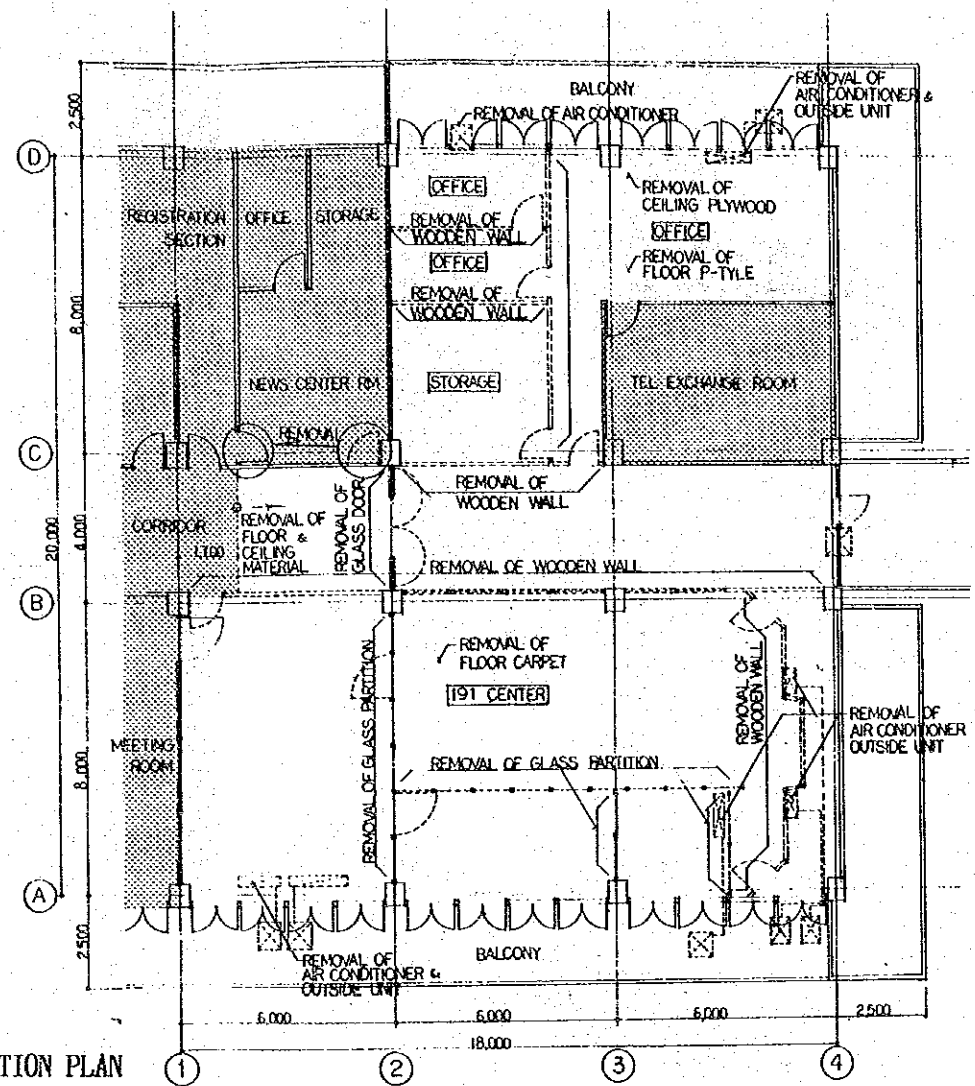 BALCONY
REMOVAL OF AIR CONDITIONER
REMOVAL OF
AIR CONDITIONER &
OUTSIDE UNIT
2,500
D
REGISTRATION
SECTION
OFFICE
STORAGE
OFFICE
REMOVAL OF
WOODEN WALL
OFFICE
REMOVAL OF
WOODEN WALL
REMOVAL OF
CEILING PLYWOOD
OFFICE
REMOVAL OF
FLOOR P-TYLE
8,000
NEWS CENTER RM
STORAGE
TEL. EXCHANGE ROOM
C
REMOVAL
REMOVAL OF
WOODEN WALL
20,000
4,000
CORRIDOR
1,100
REMOVAL OF
FLOOR &
CEILING
MATERIAL
REMOVAL OF
GLASS DOOR
REMOVAL OF WOODEN WALL
B
REMOVAL OF
FLOOR CARPET
191 CENTER
REMOVAL OF GLASS PARTITION
REMOVAL OF
WOODEN WALL
REMOVAL OF
AIR CONDITIONER
OUTSIDE UNIT
MEETING
ROOM
8,000
REMOVAL OF GLASS PARTITION
A
2,500
BALCONY
REMOVAL OF
AIR CONDITIONER &
OUTSIDE UNIT
6,000
6,000
6,000
2,500
18,000
TION PLAN
1
2
3
4